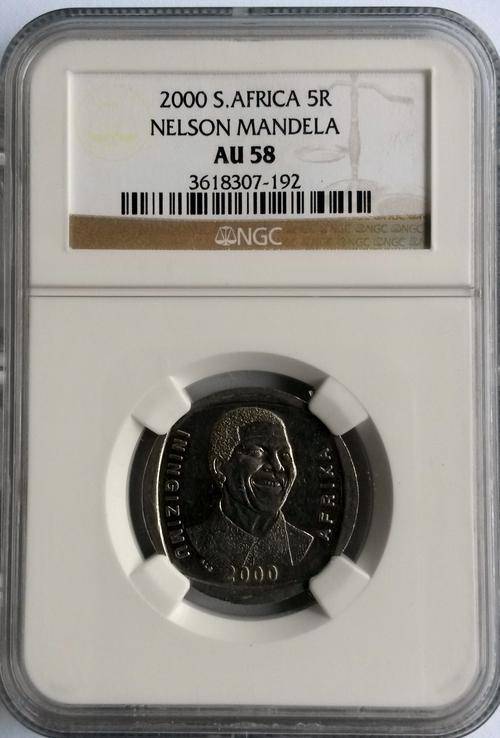 2000 S.AFRICA 5R
NELSON MANDELA
AU 58
3618307-192
NGC
ININGIZIMU
AFRIKA
2000